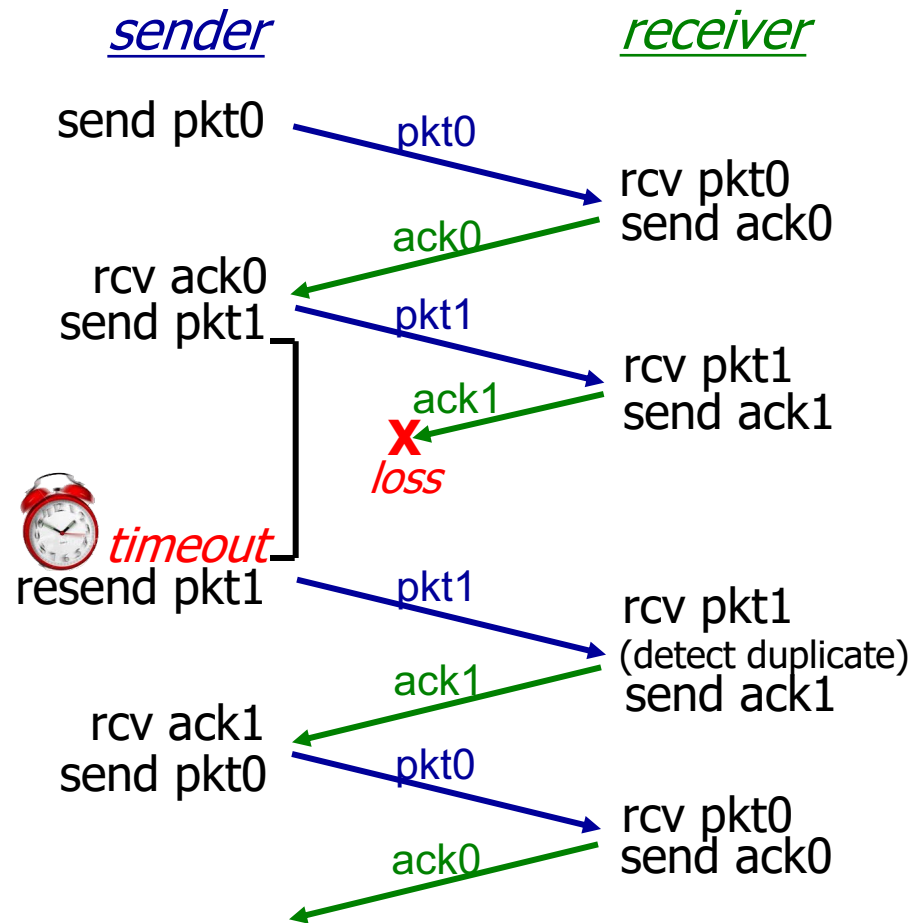 sender
receiver
send pkt0
pkt0
rcv pkt0
send ack0
ack0
rcv ack0
send pkt1
pkt1
rcv pkt1
send ack1
ack1
X
loss
timeout
resend pkt1
pkt1
rcv pkt1
(detect duplicate)
send ack1
ack1
rcv ack1
send pkt0
pkt0
rcv pkt0
send ack0
ack0